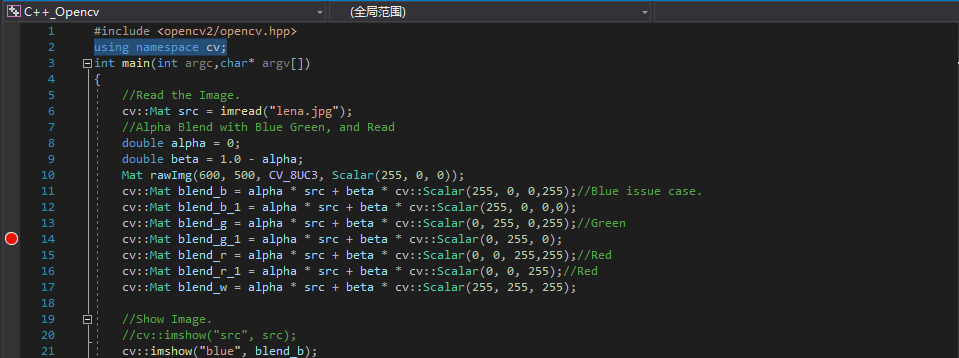 C++_Opencv (全局范围)
1 #include <opencv2/opencv.hpp>
2 using namespace cv;
3 int main(int argc,char* argv[])
4 {
5 //Read the Image.
6 cv::Mat src = imread("lena.jpg");
7 //Alpha Blend with Blue Green, and Read
8 double alpha = 0;
9 double beta = 1.0 - alpha;
10 Mat rawImg(600, 500, CV_8UC3, Scalar(255, 0, 0));
11 cv::Mat blend_b = alpha * src + beta * cv::Scalar(255, 0, 0,255);//Blue issue case.
12 cv::Mat blend_b_1 = alpha * src + beta * cv::Scalar(255, 0, 0,0);
13 cv::Mat blend_g = alpha * src + beta * cv::Scalar(0, 255, 0,255);//Green
14 cv::Mat blend_g_1 = alpha * src + beta * cv::Scalar(0, 255, 0);
15 cv::Mat blend_r = alpha * src + beta * cv::Scalar(0, 0, 255,255);//Red
16 cv::Mat blend_r_1 = alpha * src + beta * cv::Scalar(0, 0, 255);//Red
17 cv::Mat blend_w = alpha * src + beta * cv::Scalar(255, 255, 255);
18
19 //Show Image.
20 //cv::imshow("src", src);
21 cv::imshow("blue", blend_b);